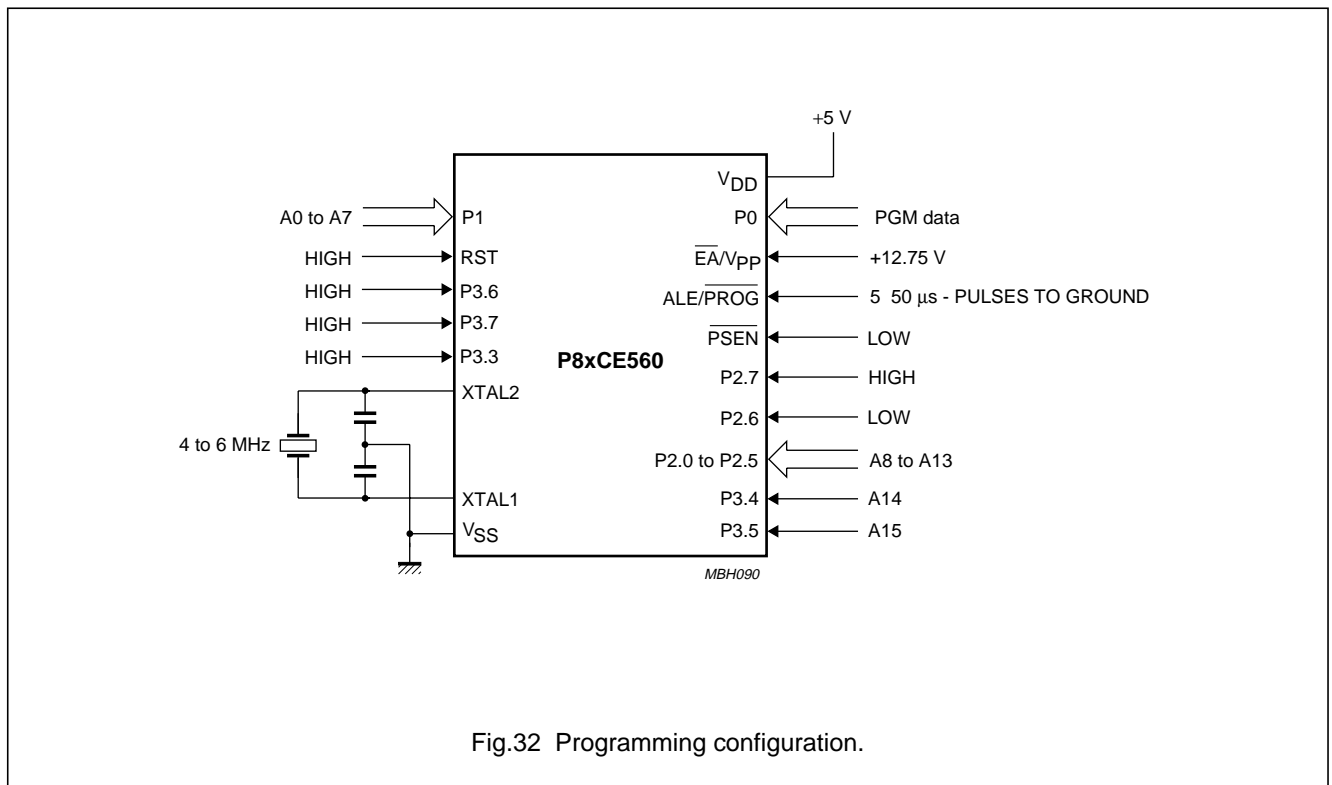 +5 V
VDD
A0 to A7 P1 P0 PGM data
HIGH RST EA/VPP +12.75 V
HIGH P3.6 ALE/PROG 5 50 μs - PULSES TO GROUND
HIGH P3.7 PSEN LOW
HIGH P3.3 P8xCE560 P2.7 HIGH
XTAL2 P2.6 LOW
4 to 6 MHz P2.0 to P2.5 A8 to A13
XTAL1 P3.4 A14
VSS P3.5 A15
MBH090
Fig.32 Programming configuration.